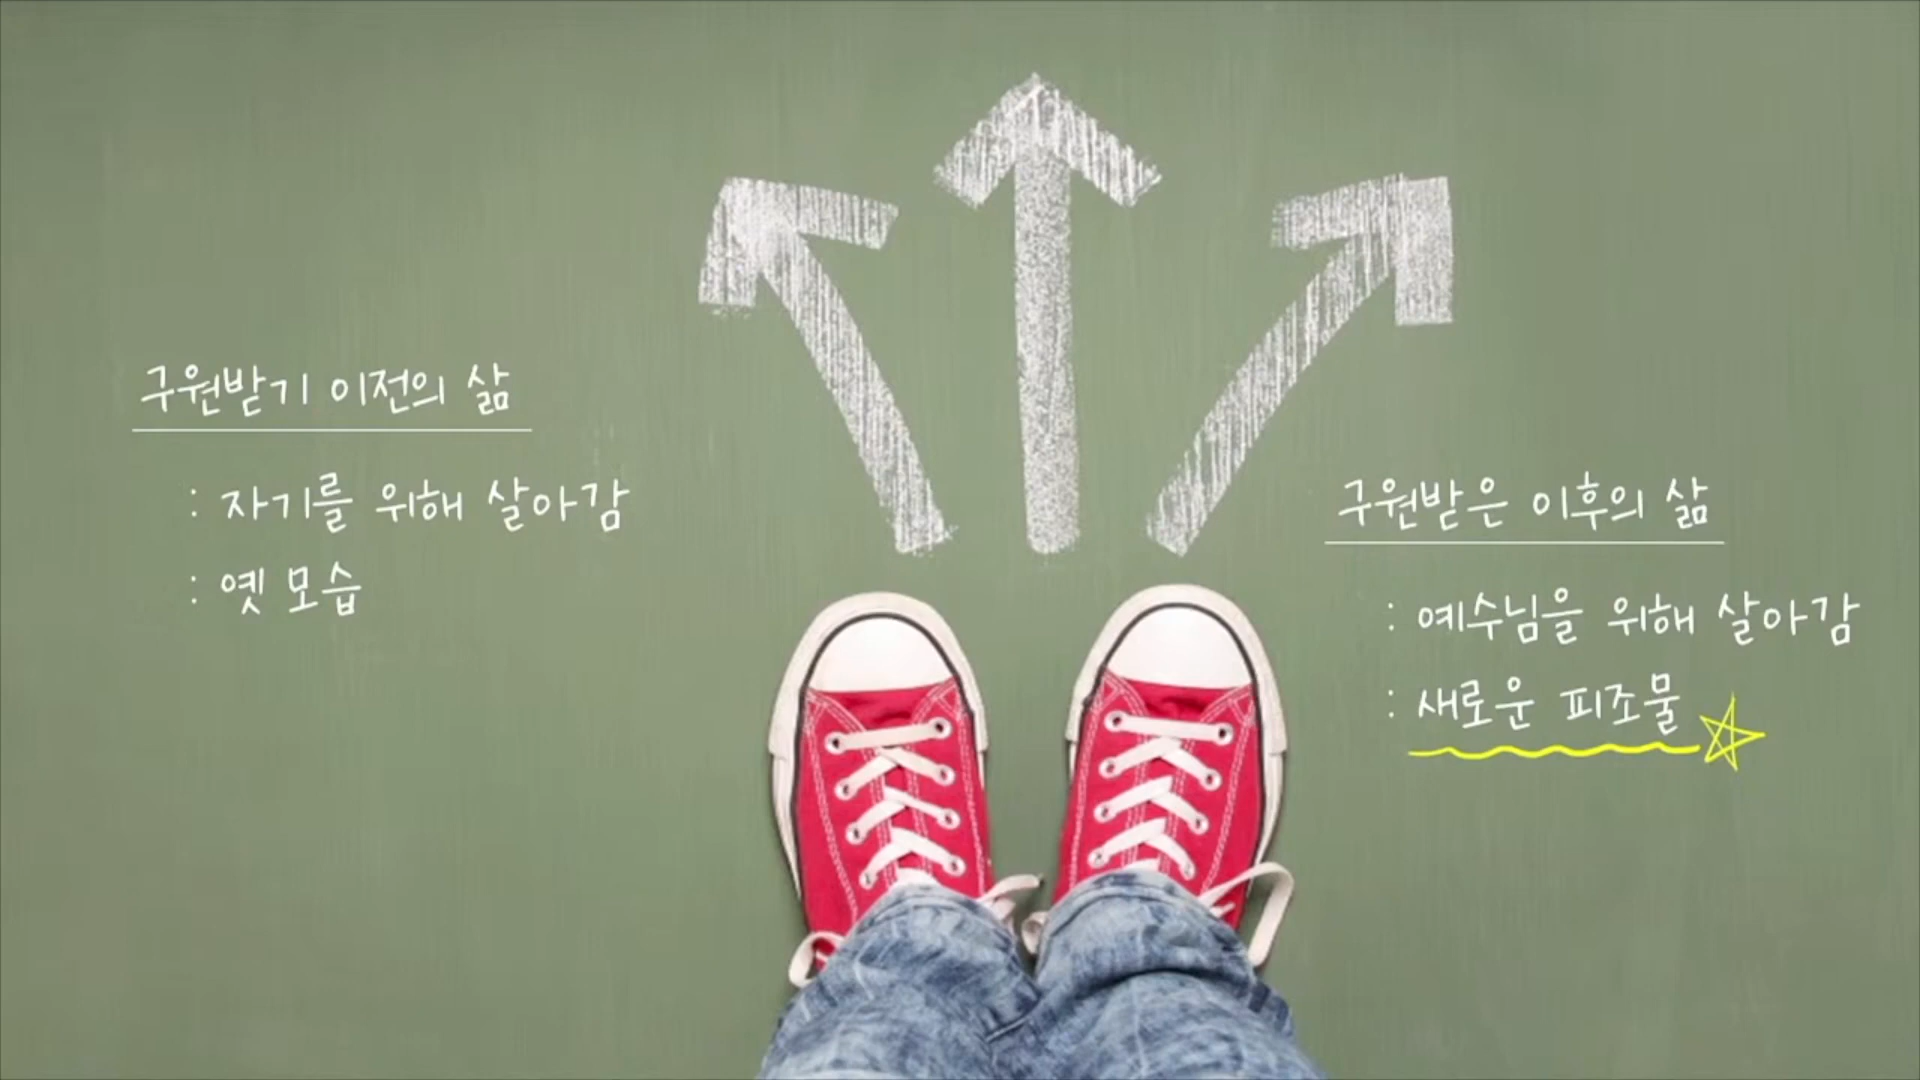 구원받기 이전의 삶
: 자기를 위해 살아감
: 옛 모습
구원받은 이후의 삶
: 예수님을 위해 살아감
: 새로운 피조물